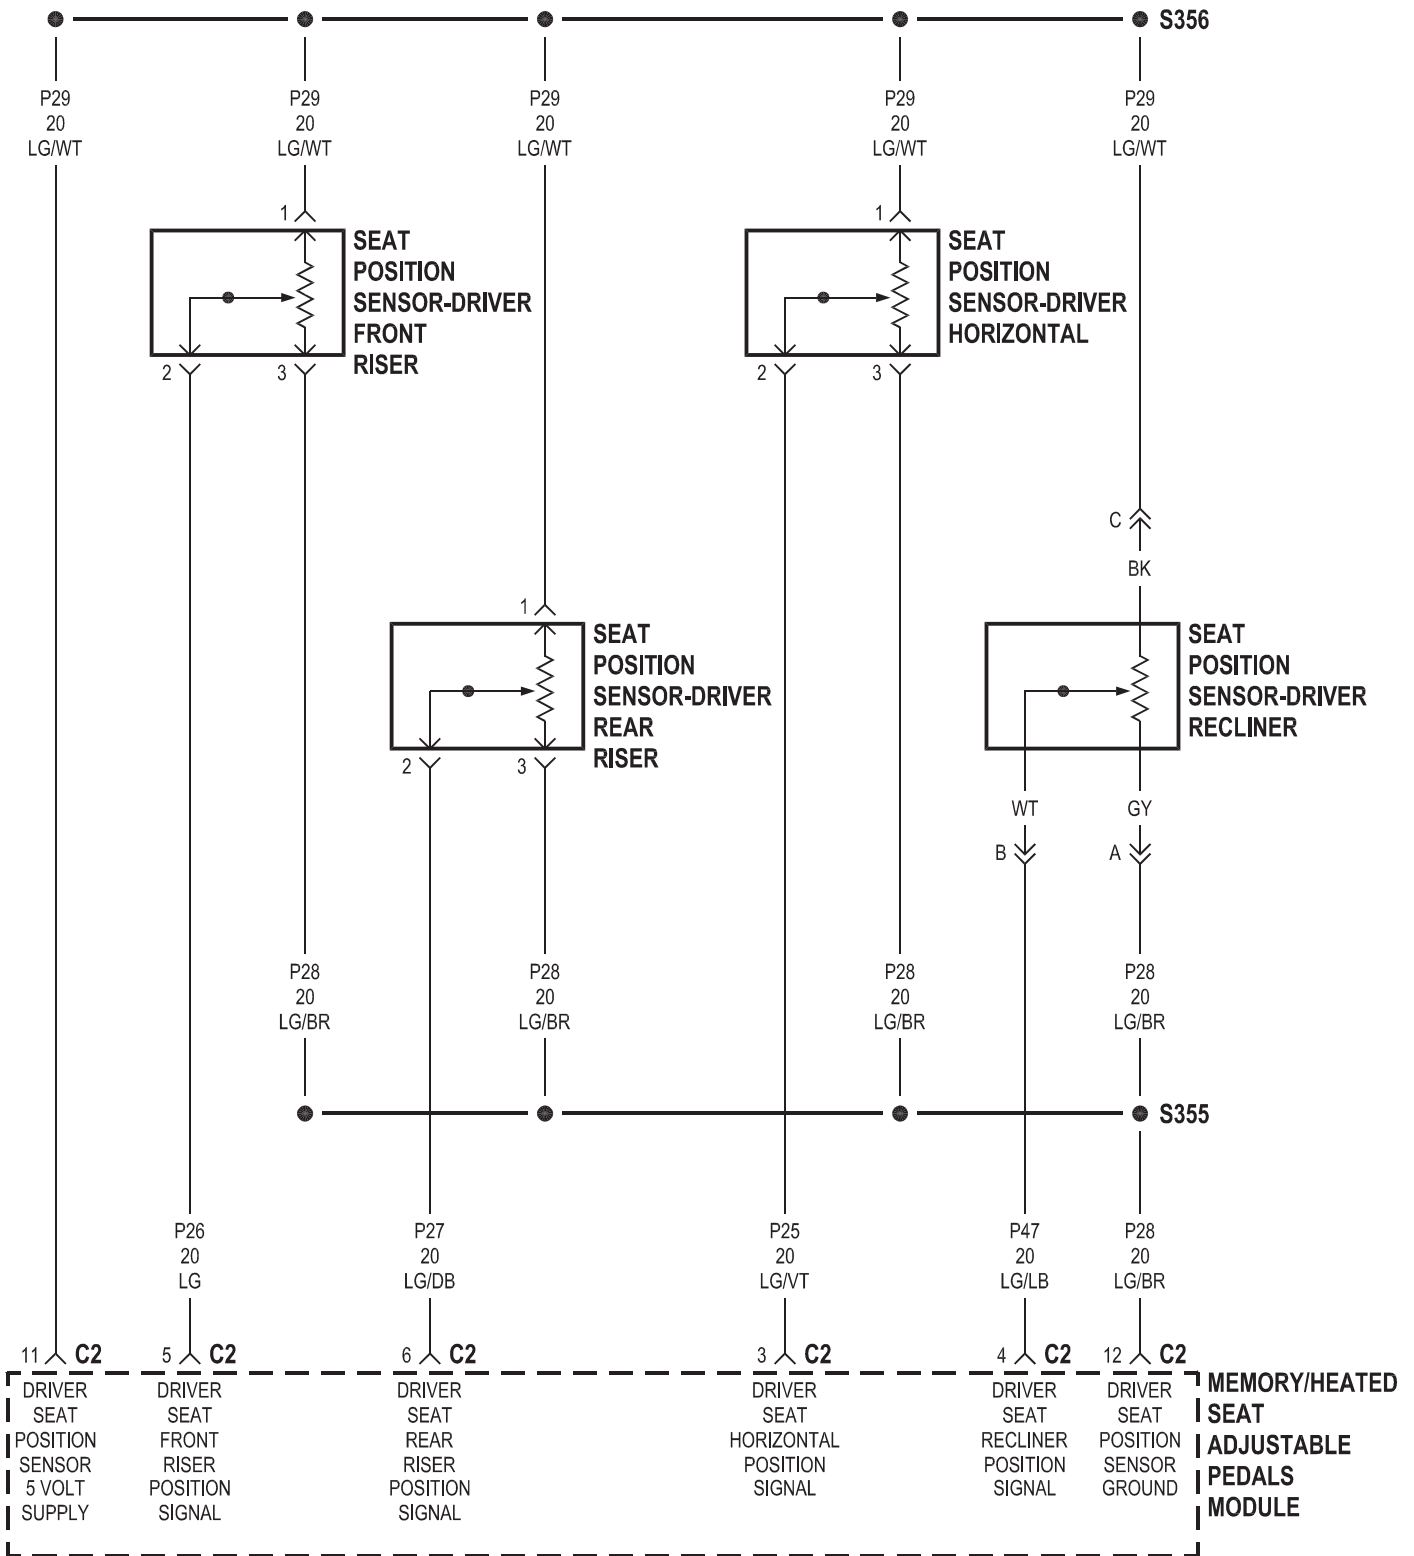 S356
P29 P29 P29 P29 P29
20 20 20 20 20
LG/WT LG/WT LG/WT LG/WT LG/WT
1 1
SEAT
POSITION
SENSOR-DRIVER
FRONT
RISER
SEAT
POSITION
SENSOR-DRIVER
HORIZONTAL
2 3 2 3
C
BK
1
SEAT
POSITION
SENSOR-DRIVER
REAR
RISER
SEAT
POSITION
SENSOR-DRIVER
RECLINER
2 3
WT GY
B A
P28 P28 P28 P28
20 20 20 20
LG/BR LG/BR LG/BR LG/BR
S355
P26 P27 P25 P47 P28
20 20 20 20 20
LG LG/DB LG/VT LG/LB LG/BR
11 C2 5 C2 6 C2 3 C2 4 C2 12 C2
DRIVER
SEAT
POSITION
SENSOR
5 VOLT
SUPPLY
DRIVER
SEAT
FRONT
RISER
POSITION
SIGNAL
DRIVER
SEAT
REAR
RISER
POSITION
SIGNAL
DRIVER
SEAT
HORIZONTAL
POSITION
SIGNAL
DRIVER
SEAT
RECLINER
POSITION
SIGNAL
DRIVER
SEAT
POSITION
SENSOR
GROUND
MEMORY/HEATED
SEAT
ADJUSTABLE
PEDALS
MODULE